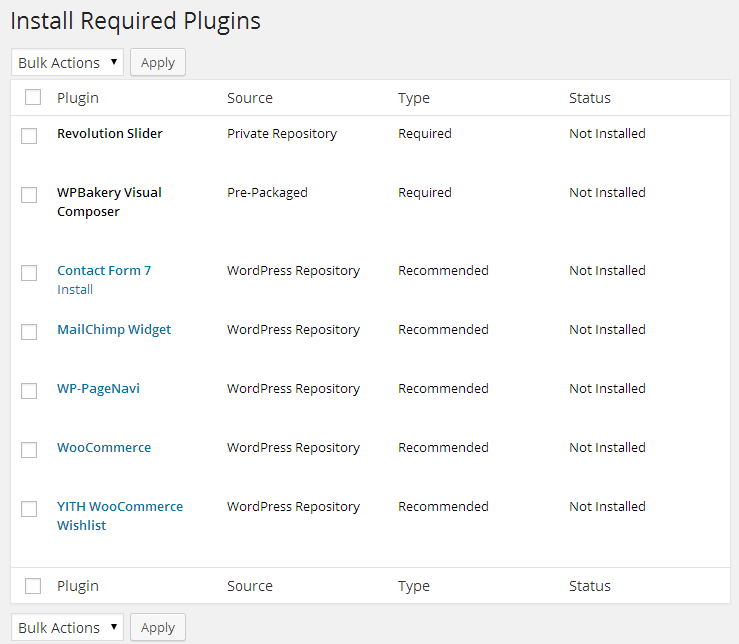 Install Required Plugins
Bulk Actions Apply
Plugin Source Type Status
Revolution Slider Private Repository Required Not Installed
WPBakery Visual Pre-Packaged Required Not Installed
Composer
Contact Form 7 WordPress Repository Recommended Not Installed
Install
MailChimp Widget WordPress Repository Recommended Not Installed
WP-PageNavi WordPress Repository Recommended Not Installed
WooCommerce WordPress Repository Recommended Not Installed
YITH WooCommerce WordPress Repository Recommended Not Installed
Wishlist
Plugin Source Type Status
Bulk Actions Apply